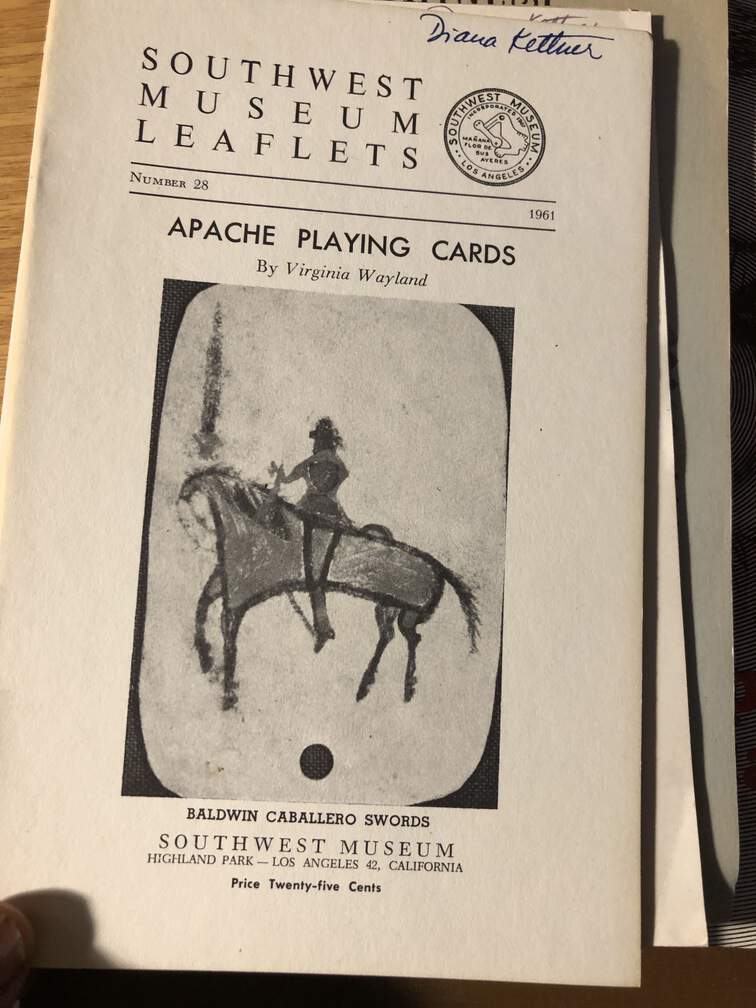 Diana Kettner
SOUTHWEST
MUSEUM
LEAFLETS
SOUTHWEST MUSEUM
INCORPORATED 1907
MAÑANA
FLOR DE
SUS
AYERES
LOS ANGELES
NUMBER 28
1961
APACHE PLAYING CARDS
By Virginia Wayland
BALDWIN CABALLERO SWORDS
SOUTHWEST MUSEUM
HIGHLAND PARK — LOS ANGELES 42, CALIFORNIA
Price Twenty-five Cents